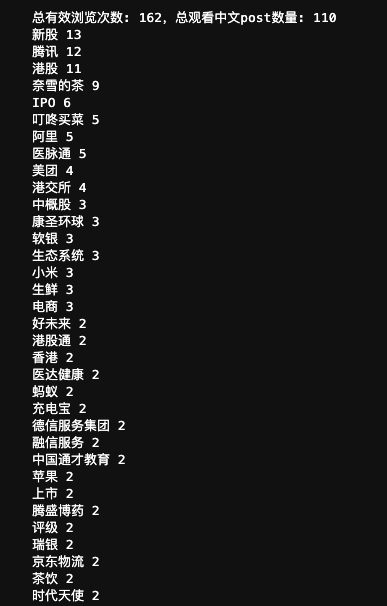 总有效浏览次数: 162, 总观看中文post数量: 110
新股 13
腾讯 12
港股 11
奈雪的茶 9
IPO 6
叮咚买菜 5
阿里 5
医脉通 5
美团 4
港交所 4
中概股 3
康圣环球 3
软银 3
生态系统 3
小米 3
生鲜 3
电商 3
好未来 2
港股通 2
香港 2
医达健康 2
蚂蚁 2
充电宝 2
德信服务集团 2
融信服务 2
中国通才教育 2
苹果 2
上市 2
腾盛博药 2
评级 2
瑞银 2
京东物流 2
茶饮 2
时代天使 2